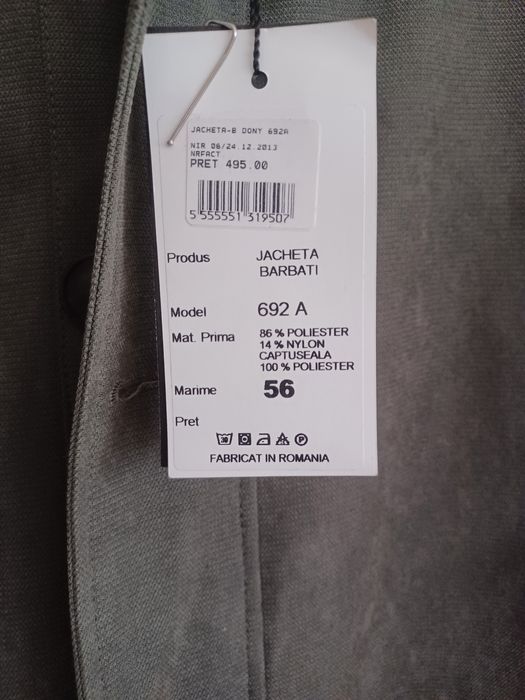 JACHETA-B DONY 692A
NIR 06/24.12.2013
NRFACT
PRET 495.00
5 555551 319507
Produs JACHETA
BARBATI
Model 692 A
Mat. Prima 86 % POLIESTER
14 % NYLON
CAPTUSEALA
100 % POLIESTER
Marime 56
Pret
P
FABRICAT IN ROMANIA